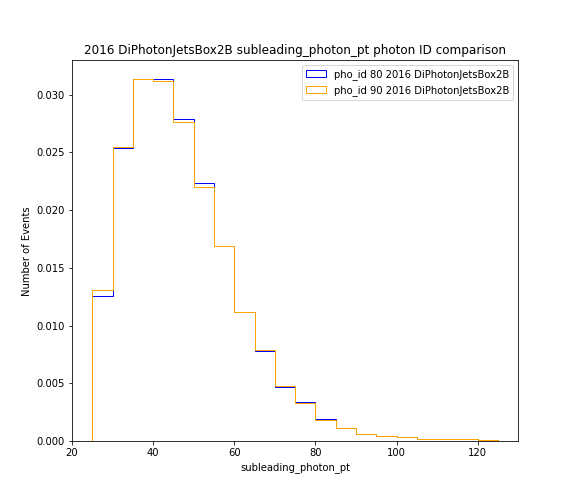 2016 DiPhotonJetsBox2B subleading_photon_pt photon ID comparison
pho_id 80 2016 DiPhotonJetsBox2B
pho_id 90 2016 DiPhotonJetsBox2B
Number of Events
0.030
0.025
0.020
0.015
0.010
0.005
0.000
20 40 60 80 100 120
subleading_photon_pt